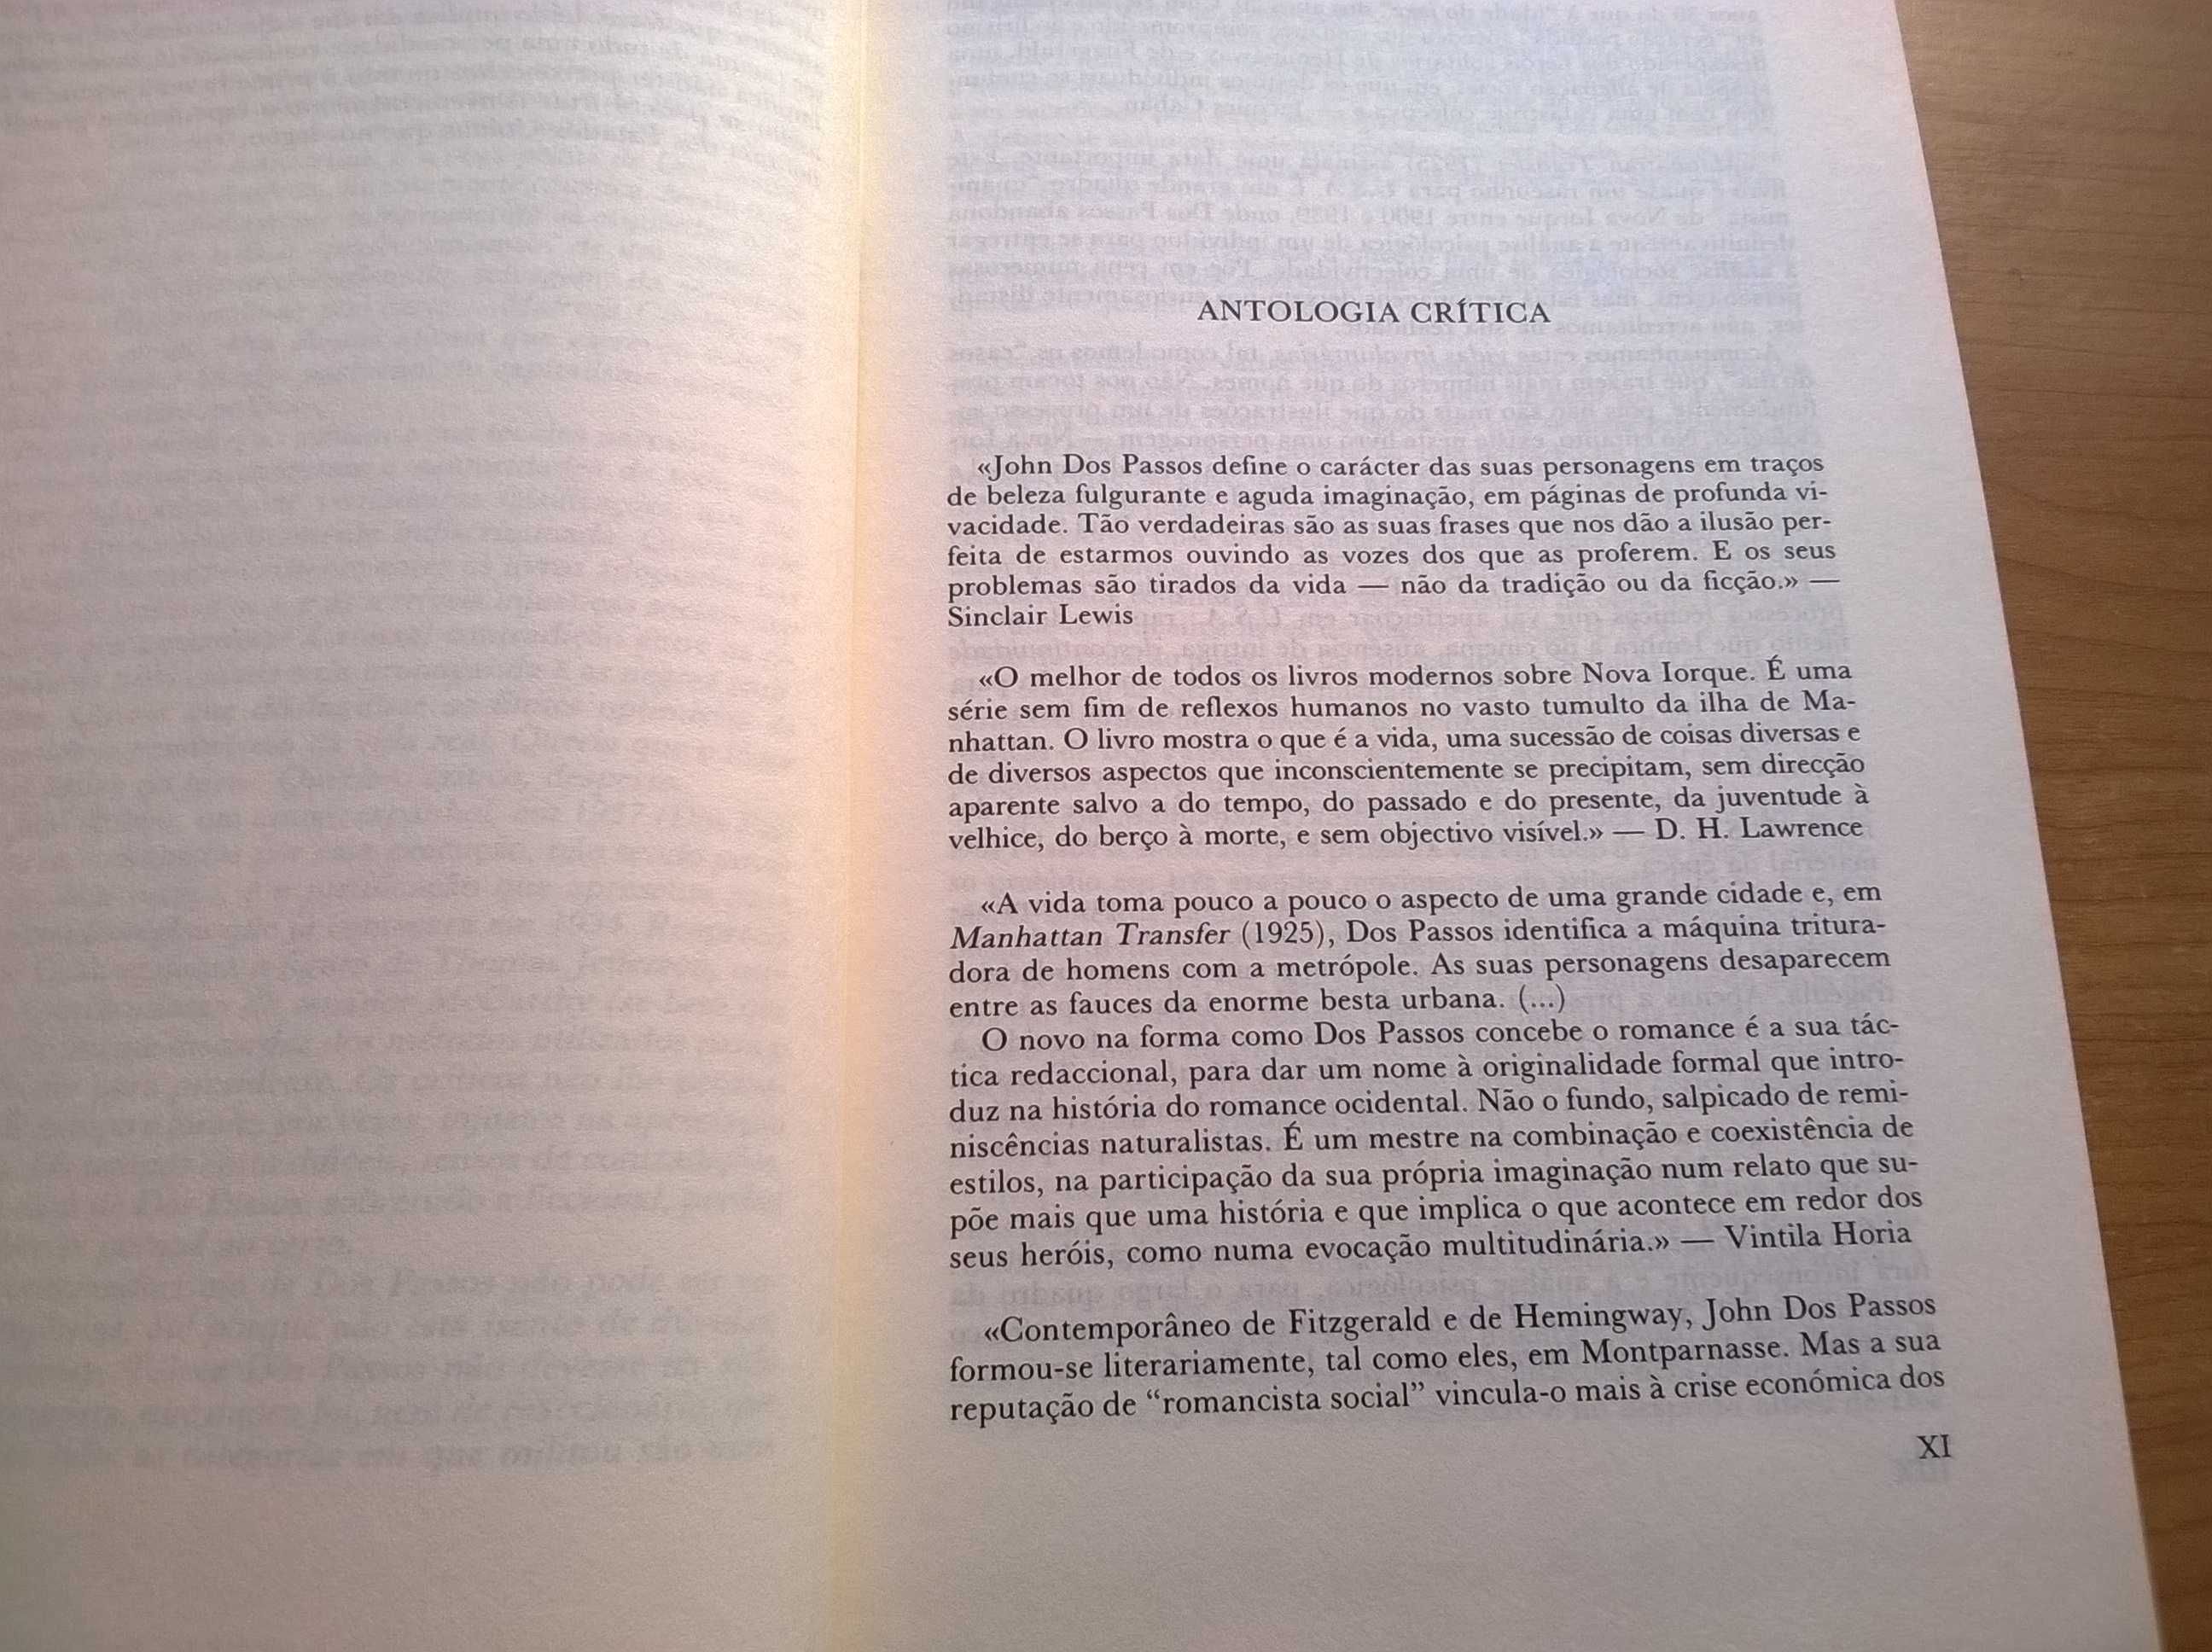 ANTOLOGIA CRÍTICA
«John Dos Passos define o carácter das suas personagens em traços
de beleza fulgurante e aguda imaginação, em páginas de profunda vi-
vacidade. Tão verdadeiras são as suas frases que nos dão a ilusão per-
feita de estarmos ouvindo as vozes dos que as proferem. E os seus
problemas são tirados da vida — não da tradição ou da ficção.» —
Sinclair Lewis
«O melhor de todos os livros modernos sobre Nova Iorque. É uma
série sem fim de reflexos humanos no vasto tumulto da ilha de Ma-
nhattan. O livro mostra o que é a vida, uma sucessão de coisas diversas e
de diversos aspectos que inconscientemente se precipitam, sem direcção
aparente salvo a do tempo, do passado e do presente, da juventude à
velhice, do berço à morte, e sem objectivo visível.» — D. H. Lawrence
«A vida toma pouco a pouco o aspecto de uma grande cidade e, em
Manhattan Transfer (1925), Dos Passos identifica a máquina tritura-
dora de homens com a metrópole. As suas personagens desaparecem
entre as fauces da enorme besta urbana. (...)
O novo na forma como Dos Passos concebe o romance é a sua tác-
tica redaccional, para dar um nome à originalidade formal que intro-
duz na história do romance ocidental. Não o fundo, salpicado de remi-
niscências naturalistas. É um mestre na combinação e coexistência de
estilos, na participação da sua própria imaginação num relato que su-
põe mais que uma história e que implica o que acontece em redor dos
seus heróis, como numa evocação multitudinária.» — Vintila Horia
«Contemporâneo de Fitzgerald e de Hemingway, John Dos Passos
formou-se literariamente, tal como eles, em Montparnasse. Mas a sua
reputação de “romancista social” vincula-o mais à crise económica dos
XI